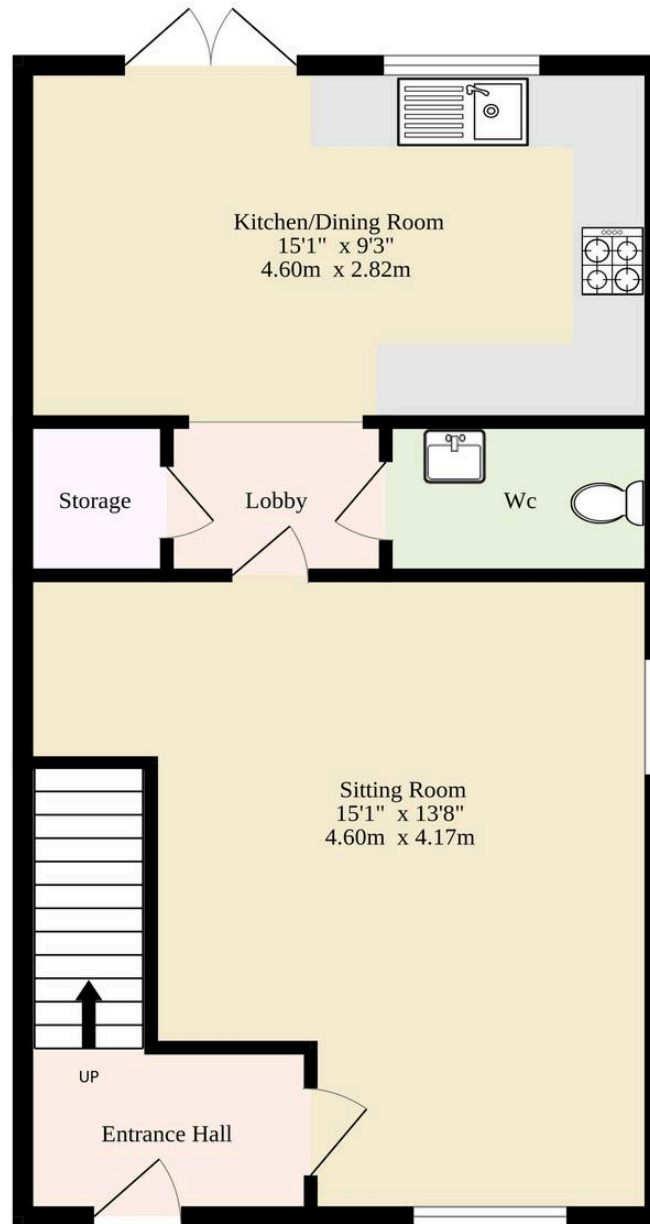 Kitchen/Dining Room
15'1" x 9'3"
4.60m x 2.82m
Storage
Lobby
Wc
Sitting Room
15'1" x 13'8"
4.60m x 4.17m
UP
Entrance Hall